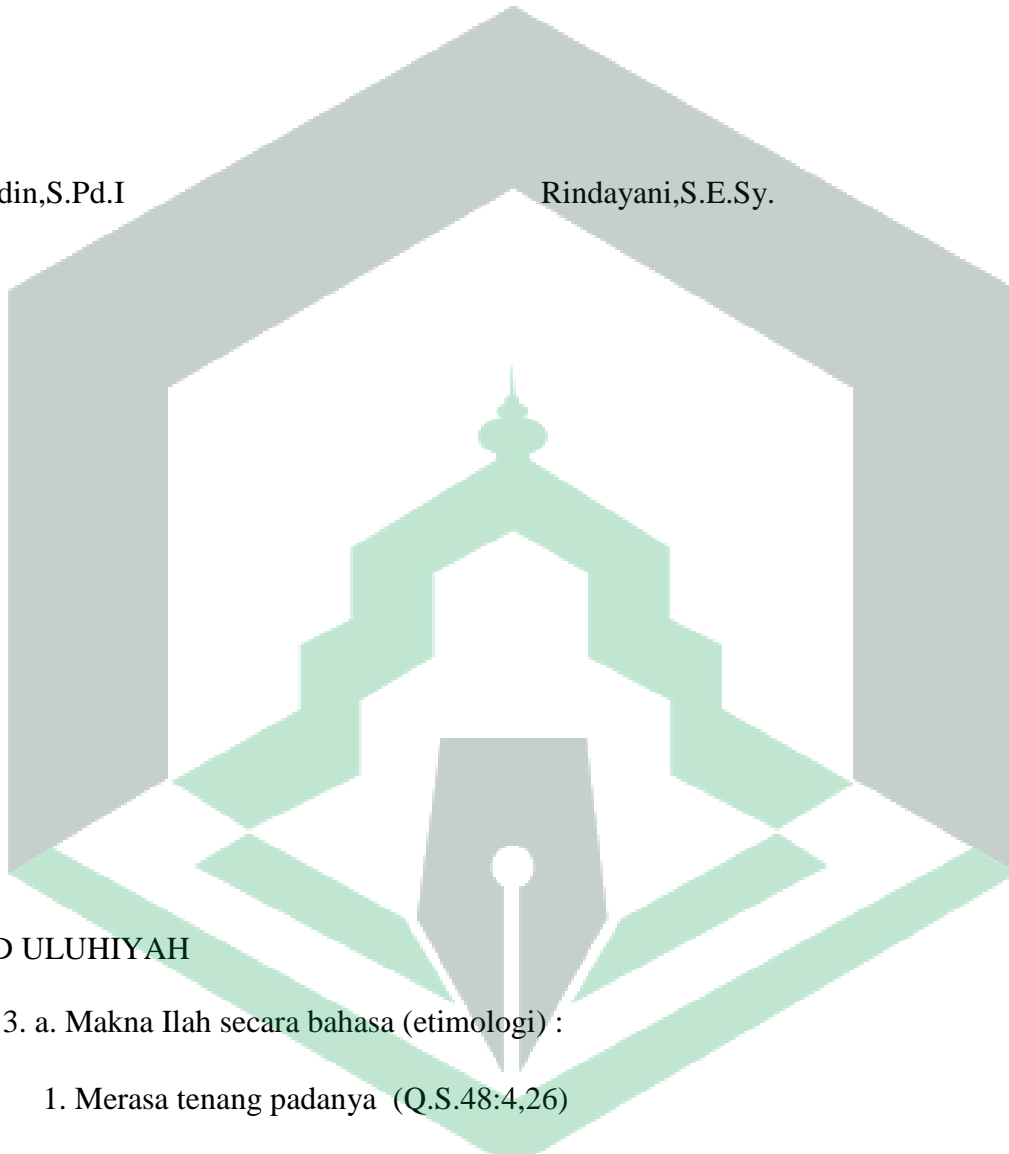 din,S.Pd.I Rindayani,S.E.Sy.
D ULUHIYAH
3. a. Makna Ilah secara bahasa (etimologi) :
1. Merasa tenang padanya (Q.S.48:4,26)